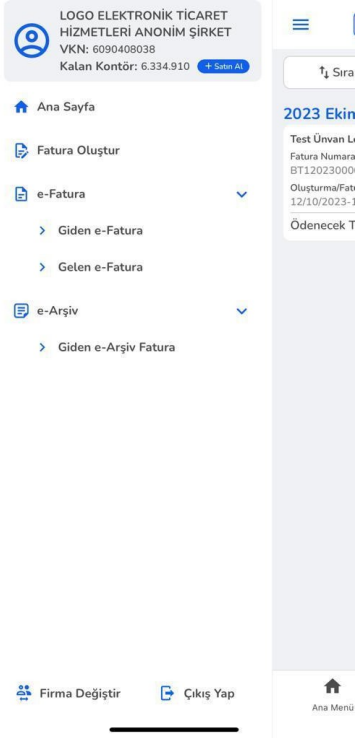 LOGO ELEKTRONİK TİCARET
HİZMETLERİ ANONİM ŞİRKET
VKN: 6090408038
Kalan Kontör: 6.334.910 + Satın Al
Ana Sayfa
Fatura Oluştur
e-Fatura
Giden e-Fatura
Gelen e-Fatura
e-Arşiv
Giden e-Arşiv Fatura
Firma Değiştir
Çıkış Yap
Sıra
2023 Ekim
Test Ünvan
Fatura Numara
BT12023000
Oluşturma/Fat
12/10/2023-1
Ödenecek T
Ana Menü